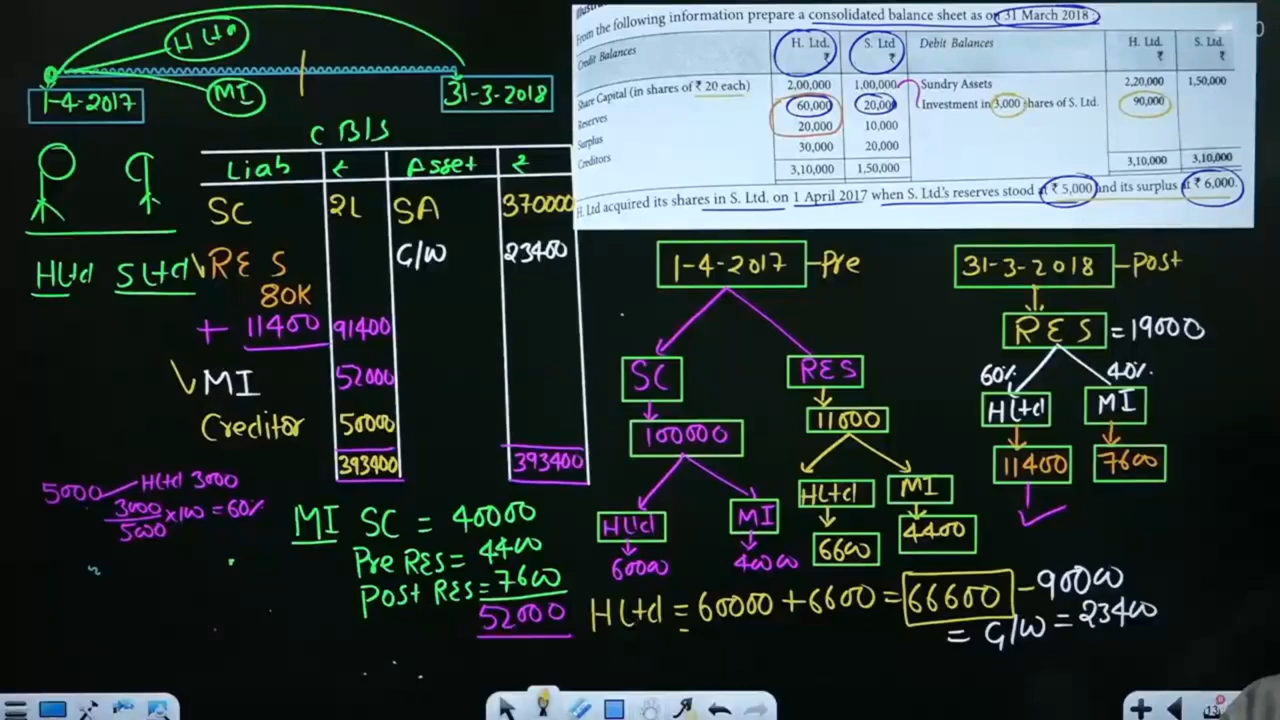 H Ltd
MI
1-4-2017
31-3-2018
From the following information prepare a consolidated balance sheet as on 31 March 2018 :
Credit Balances H. Ltd. ₹ S. Ltd ₹ Debit Balances H. Ltd. ₹ S. Ltd. ₹
Share Capital (in shares of ₹ 20 each) 2,00,000 1,00,000 Sundry Assets 2,20,000 1,50,000
Reserves 60,000 20,000 Investment in 3,000 shares of S. Ltd. 90,000
Surplus 20,000 10,000
Creditors 30,000 20,000
3,10,000 1,50,000 3,10,000 3,10,000
H. Ltd acquired its shares in S. Ltd. on 1 April 2017 when S. Ltd.'s reserves stood at ₹ 5,000 and its surplus at ₹ 6,000.
C B/S
Liab ₹ Asset ₹
SC 2L SA 370000
RES G/W 23400
80K
+ 11400 91400
MI 52000
Creditor 50000
393400 393400
H Ltd S Ltd
5000 H Ltd 3000
3000
5000 × 100 = 60%
MI SC = 40000
Pre RES = 4400
Post RES = 7600
52000
1-4-2017 - Pre
SC RES
100000 11000
H Ltd MI
60000 40000
H Ltd MI
6600 4400
31-3-2018 - Post
RES = 19000
60% 40%
H Ltd MI
11400 7600
H Ltd = 60000 + 6600 = 66600 - 90000
= G/W = 23400